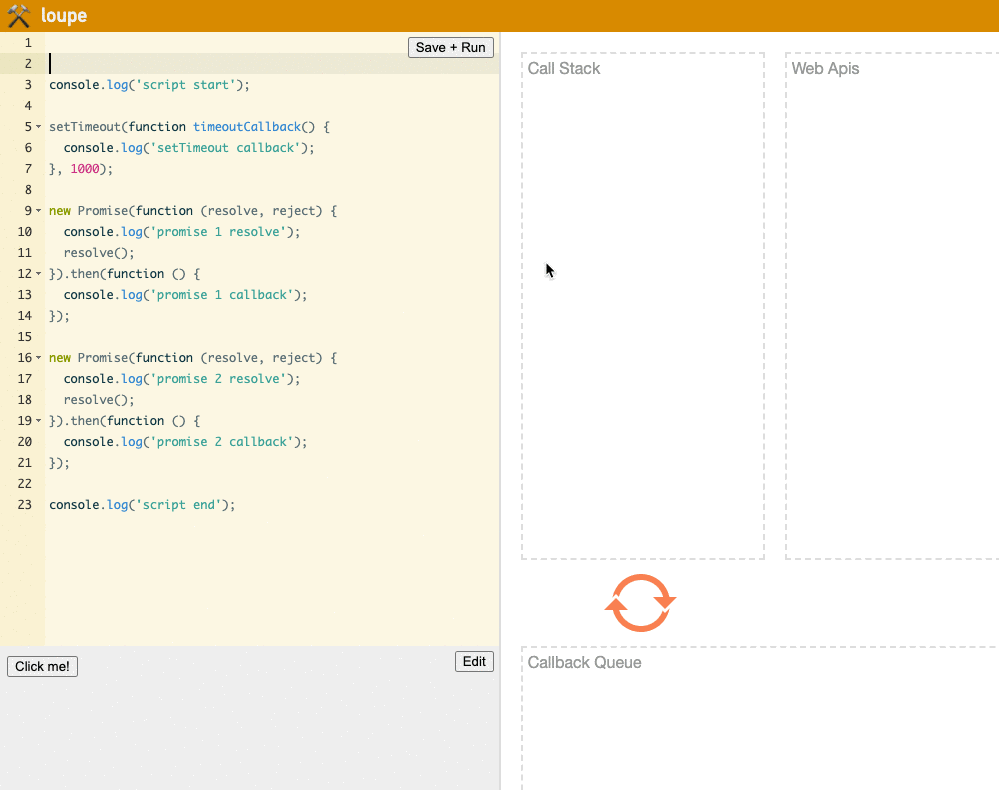 loupe
Save + Run
1
2
3 console.log('script start');
4
5 setTimeout(function timeoutCallback() {
6   console.log('setTimeout callback');
7 }, 1000);
8
9 new Promise(function (resolve, reject) {
10   console.log('promise 1 resolve');
11   resolve();
12 }).then(function () {
13   console.log('promise 1 callback');
14 });
15
16 new Promise(function (resolve, reject) {
17   console.log('promise 2 resolve');
18   resolve();
19 }).then(function () {
20   console.log('promise 2 callback');
21 });
22
23 console.log('script end');
Click me!
Edit
Call Stack
Web Apis
Callback Queue